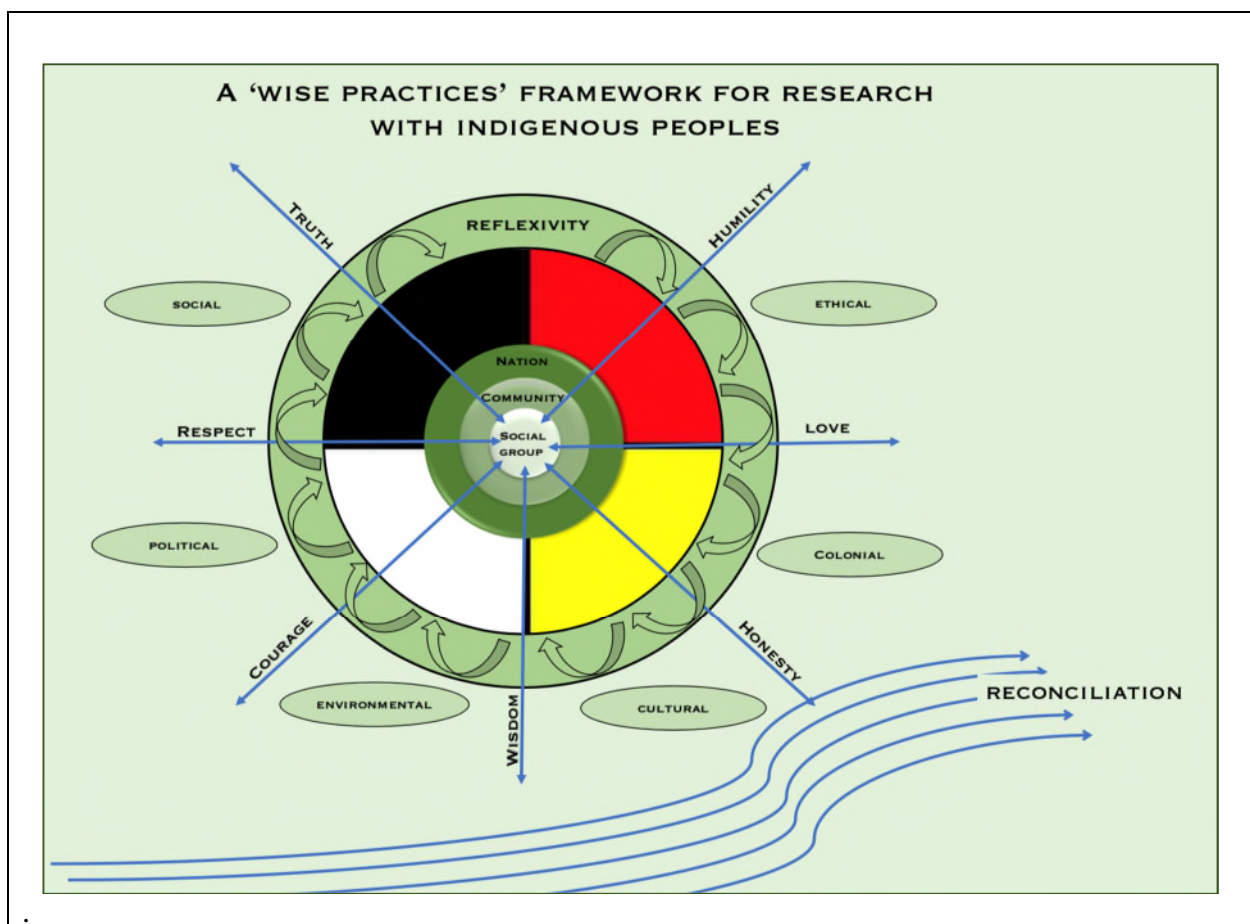 A ‘WISE PRACTICES’ FRAMEWORK FOR RESEARCH
WITH INDIGENOUS PEOPLES
TRUTH
HUMILITY
REFLEXIVITY
SOCIAL
ETHICAL
NATION
COMMUNITY
RESPECT
SOCIAL
GROUP
LOVE
POLITICAL
COLONIAL
COURAGE
HONESTY
ENVIRONMENTAL
WISDOM
CULTURAL
RECONCILIATION
.